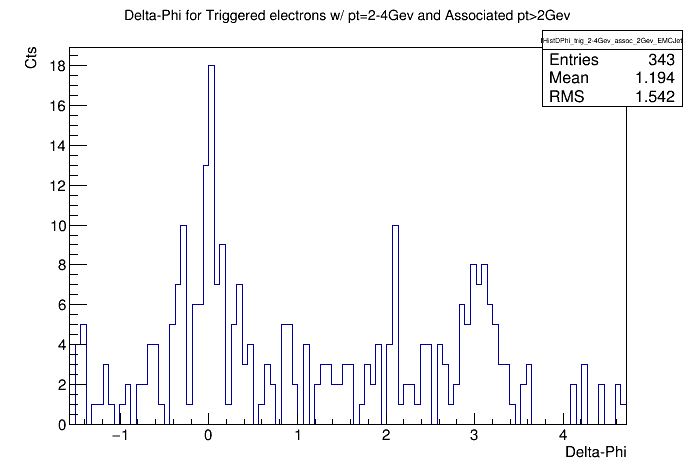 Delta-Phi for Triggered electrons w/ pt=2-4Gev and Associated pt>2Gev
Cts
HistDPhi_trig_2-4Gev_assoc_2Gev_EMCJet
Entries 343
Mean 1.194
RMS 1.542
18
16
14
12
10
8
6
4
2
0
−1 0 1 2 3 4
Delta-Phi